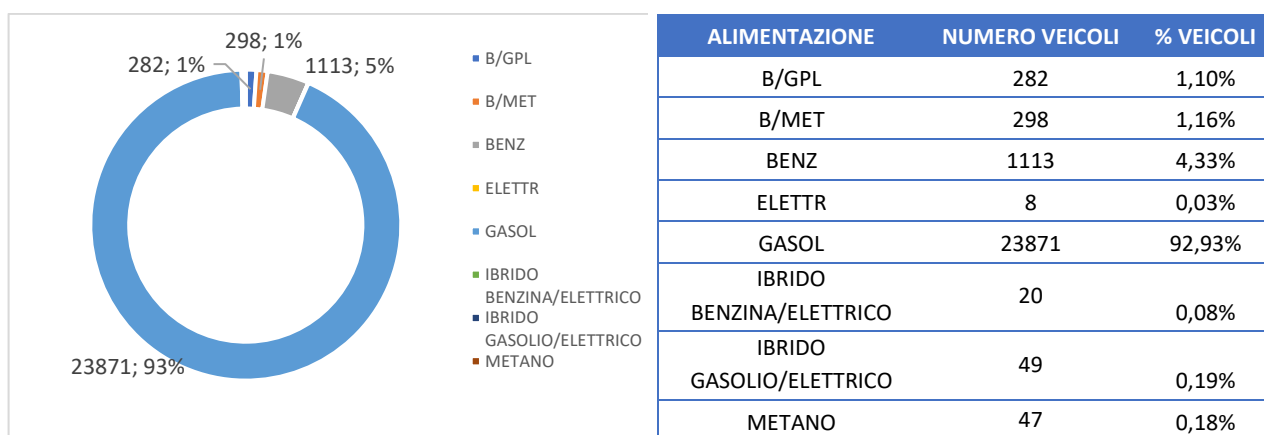 298; 1%
282; 1%
1113; 5%
23871; 93%
B/GPL
B/MET
BENZ
ELETTR
GASOL
IBRIDO
BENZINA/ELETTRICO
IBRIDO
GASOLIO/ELETTRICO
METANO
ALIMENTAZIONE NUMERO VEICOLI % VEICOLI
B/GPL 282 1,10%
B/MET 298 1,16%
BENZ 1113 4,33%
ELETTR 8 0,03%
GASOL 23871 92,93%
IBRIDO
BENZINA/ELETTRICO 20 0,08%
IBRIDO
GASOLIO/ELETTRICO 49 0,19%
METANO 47 0,18%